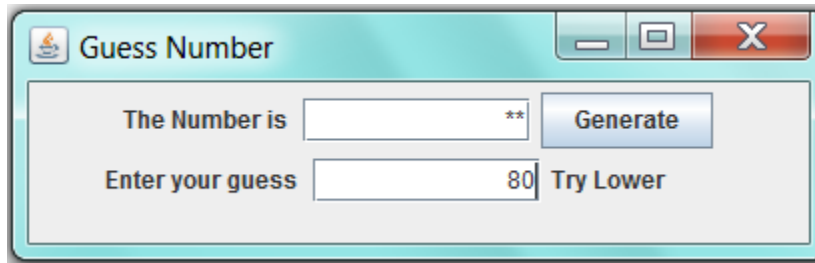 Guess Number
The Number is ** Generate
Enter your guess 80 Try Lower